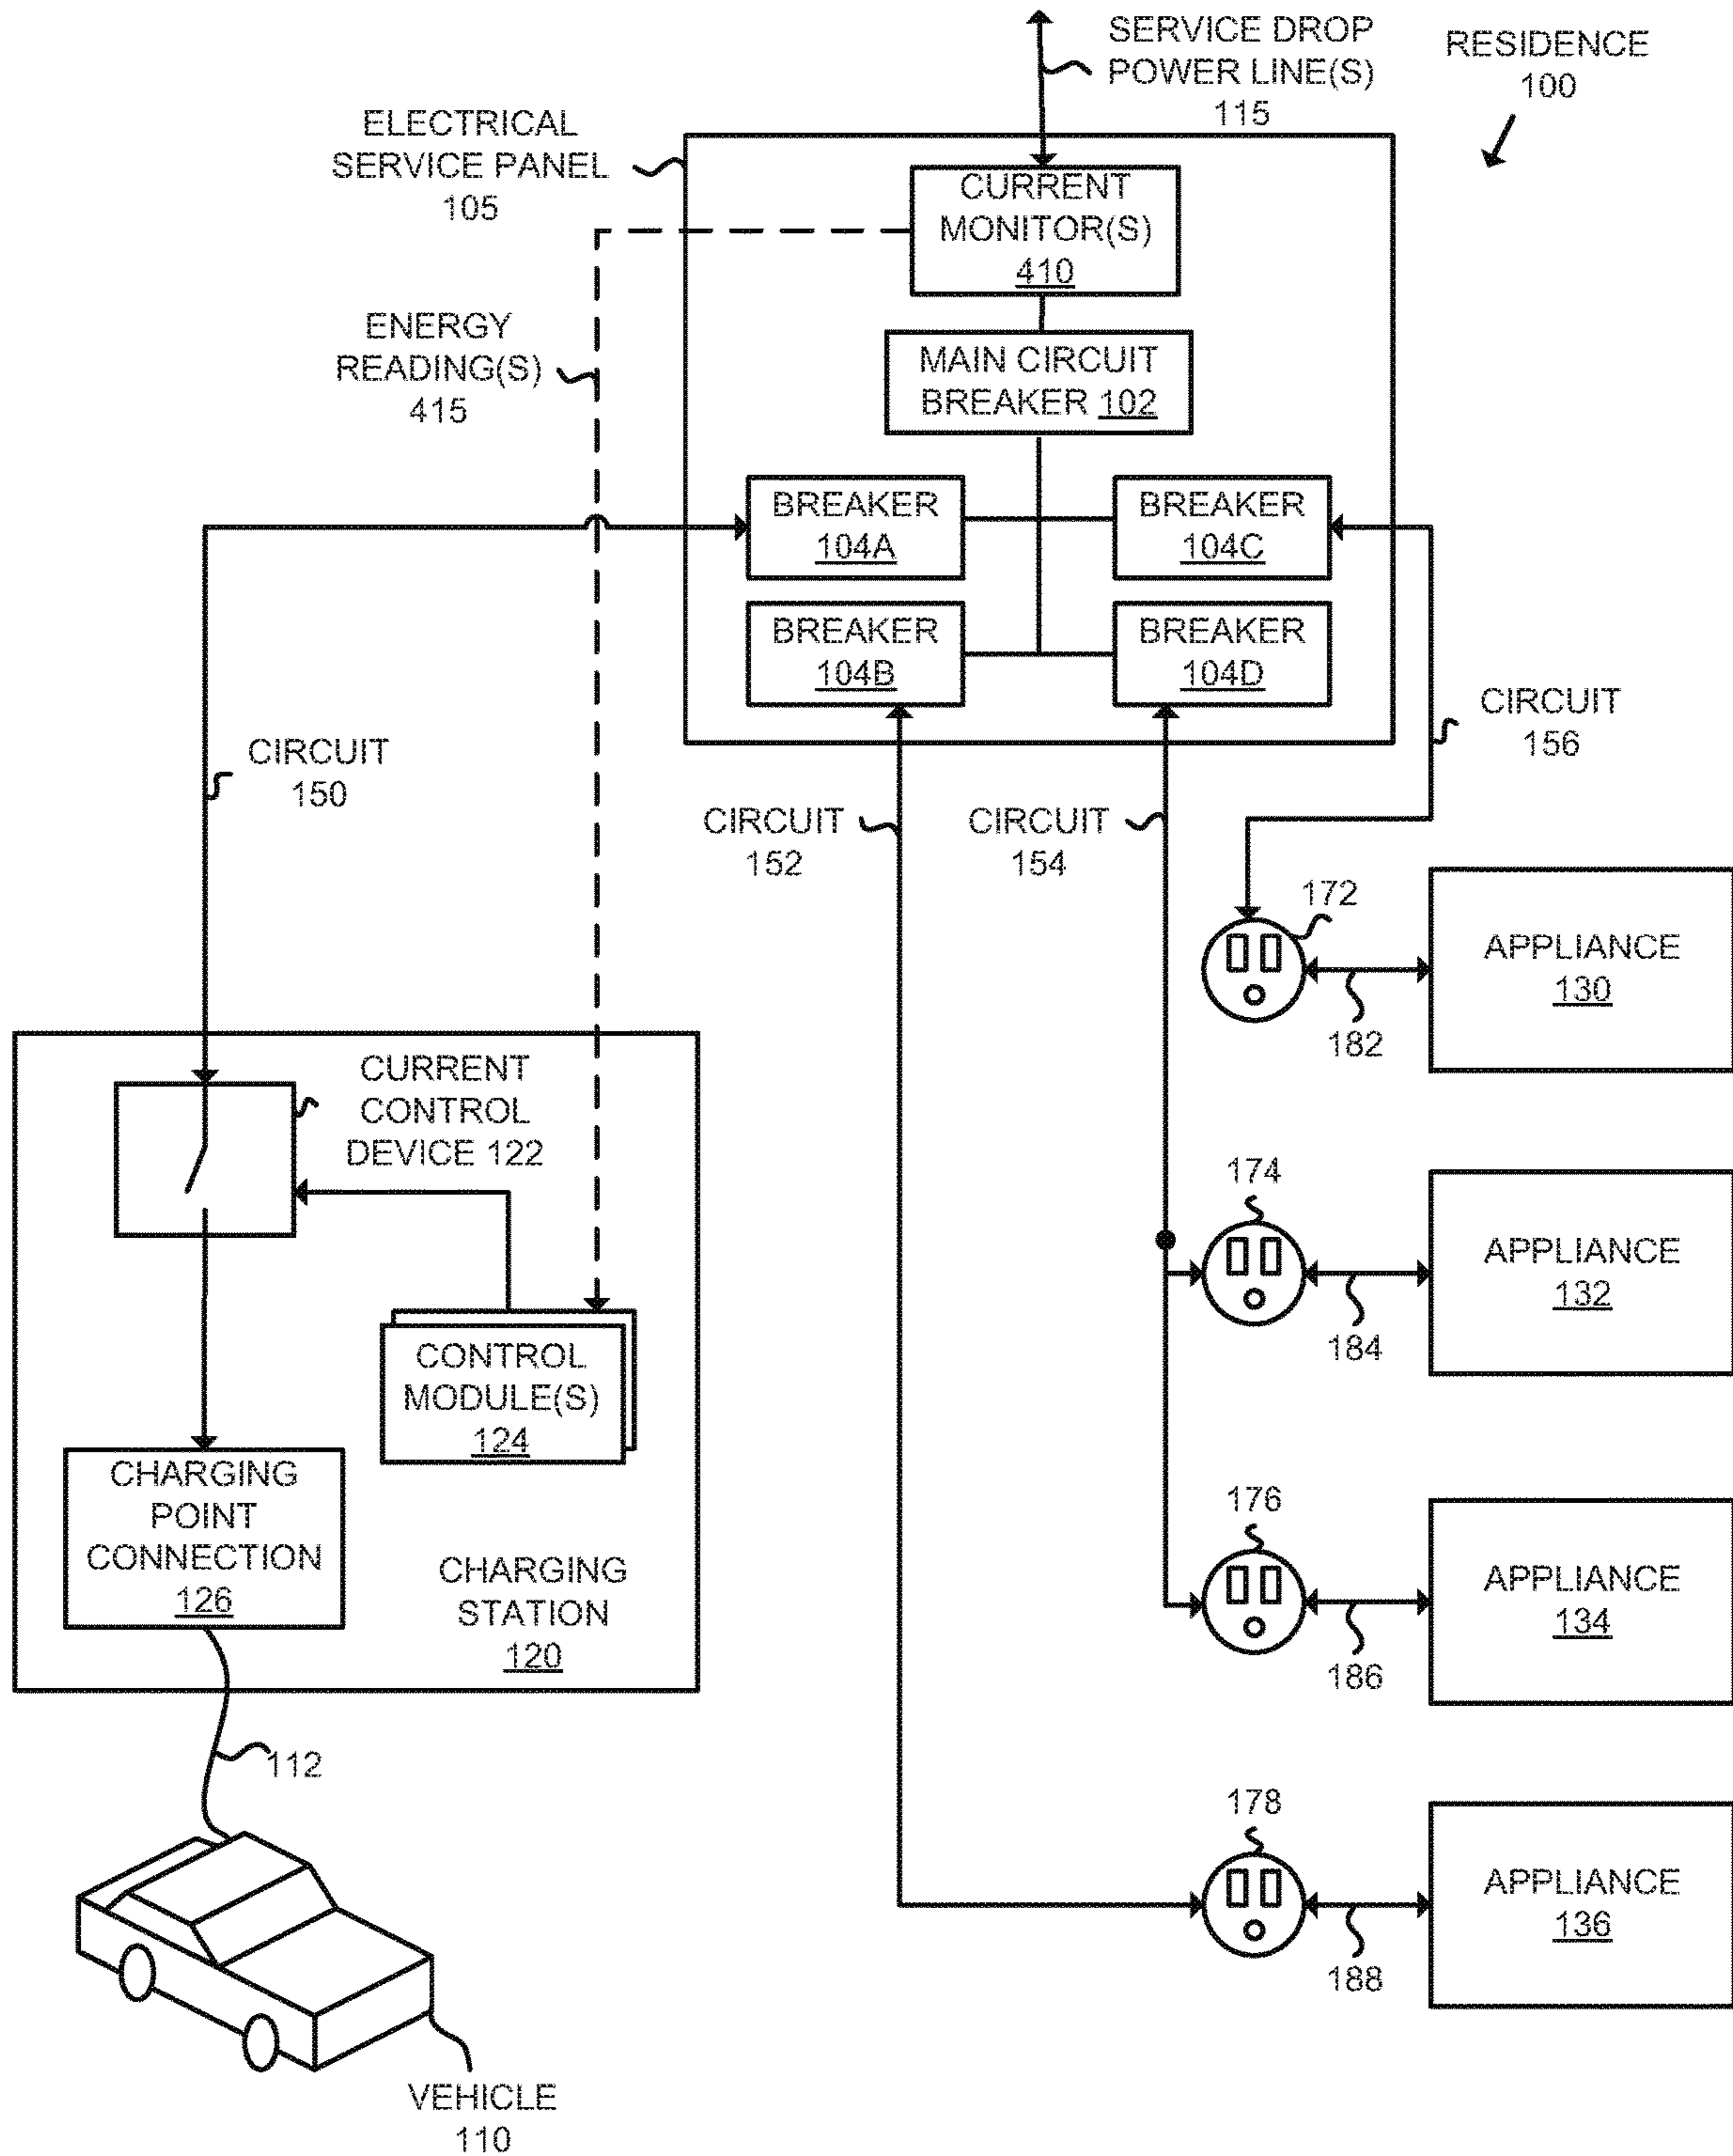 SERVICE DROP
POWER LINE(S)
115
RESIDENCE
100
ELECTRICAL
SERVICE PANEL
105
CURRENT
MONITOR(S)
410
ENERGY
READING(S)
415
MAIN CIRCUIT
BREAKER 102
BREAKER
104A
BREAKER
104C
BREAKER
104B
BREAKER
104D
CIRCUIT
150
CIRCUIT
152
CIRCUIT
154
CIRCUIT
156
172
APPLIANCE
130
182
CURRENT
CONTROL
DEVICE 122
174
APPLIANCE
132
184
CONTROL
MODULE(S)
124
CHARGING
POINT
CONNECTION
126
CHARGING
STATION
120
176
APPLIANCE
134
186
112
178
APPLIANCE
136
188
VEHICLE
110